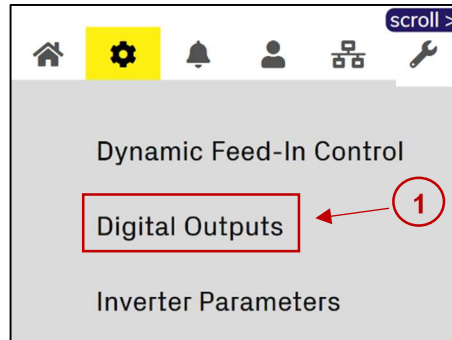 scroll >
Dynamic Feed-In Control
Digital Outputs
1
Inverter Parameters